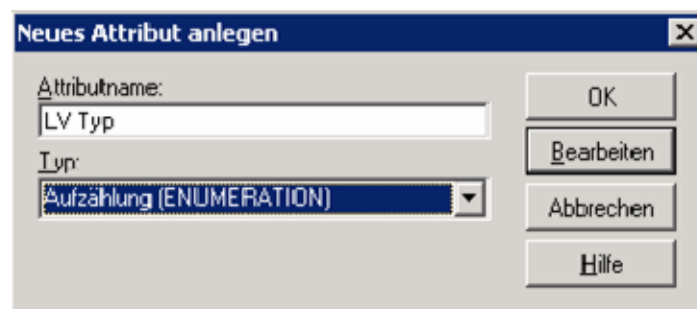 Neues Attribut anlegen
Attributname:
LV Typ
Typ:
Aufzählung (ENUMERATION)
OK
Bearbeiten
Abbrechen
Hilfe